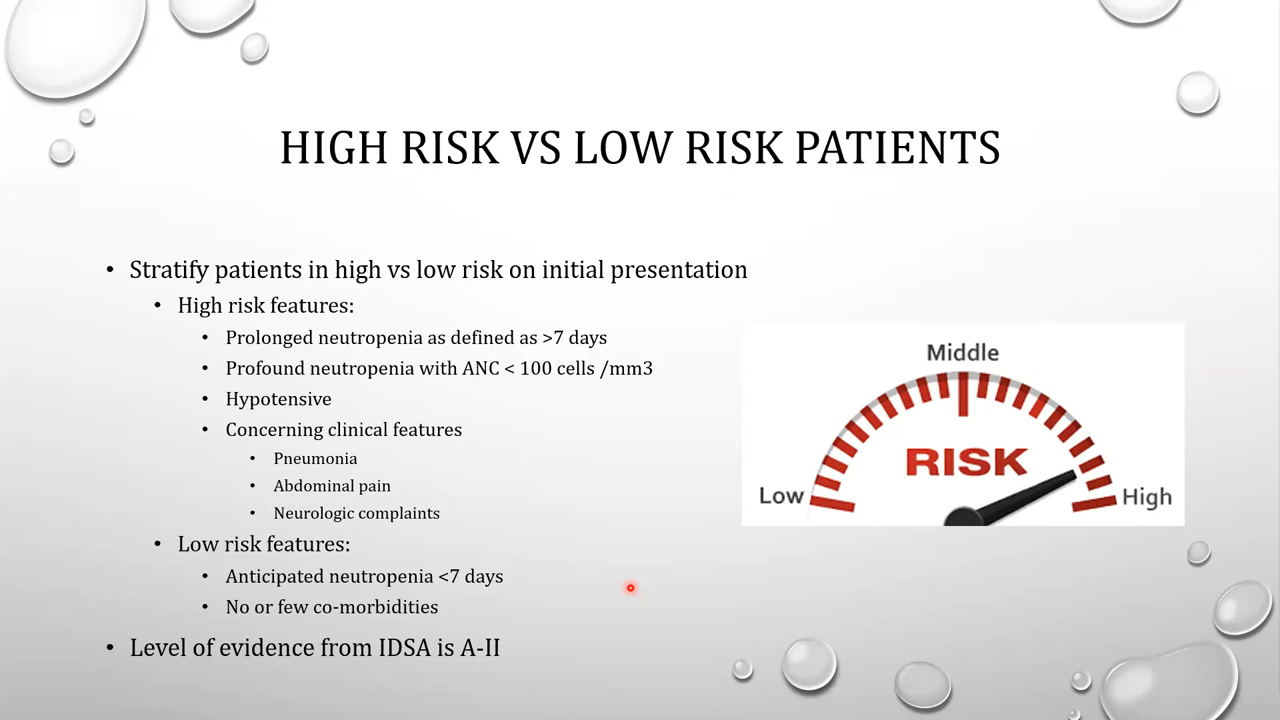 HIGH RISK VS LOW RISK PATIENTS
• Stratify patients in high vs low risk on initial presentation
• High risk features:
• Prolonged neutropenia as defined as >7 days
• Profound neutropenia with ANC < 100 cells /mm3
• Hypotensive
• Concerning clinical features
• Pneumonia
• Abdominal pain
• Neurologic complaints
• Low risk features:
• Anticipated neutropenia <7 days
• No or few co-morbidities
• Level of evidence from IDSA is A-II
Middle
RISK
Low
High